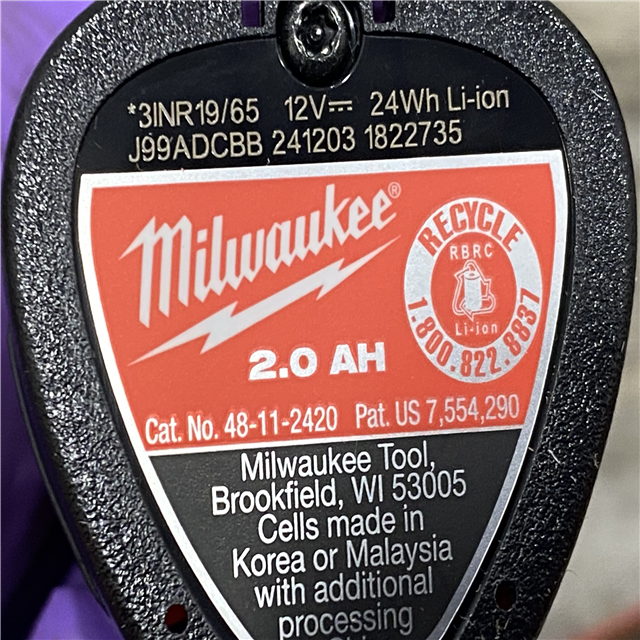 *3INR19/65 12V⎓ 24Wh Li-ion
J99ADCBB 241203 1822735
Milwaukee®
RECYCLE
RBRC
Li-ion
1.800.822.8837
2.0 AH
Cat. No. 48-11-2420 Pat. US 7,554,290
Milwaukee Tool,
Brookfield, WI 53005
Cells made in
Korea or Malaysia
with additional
processing